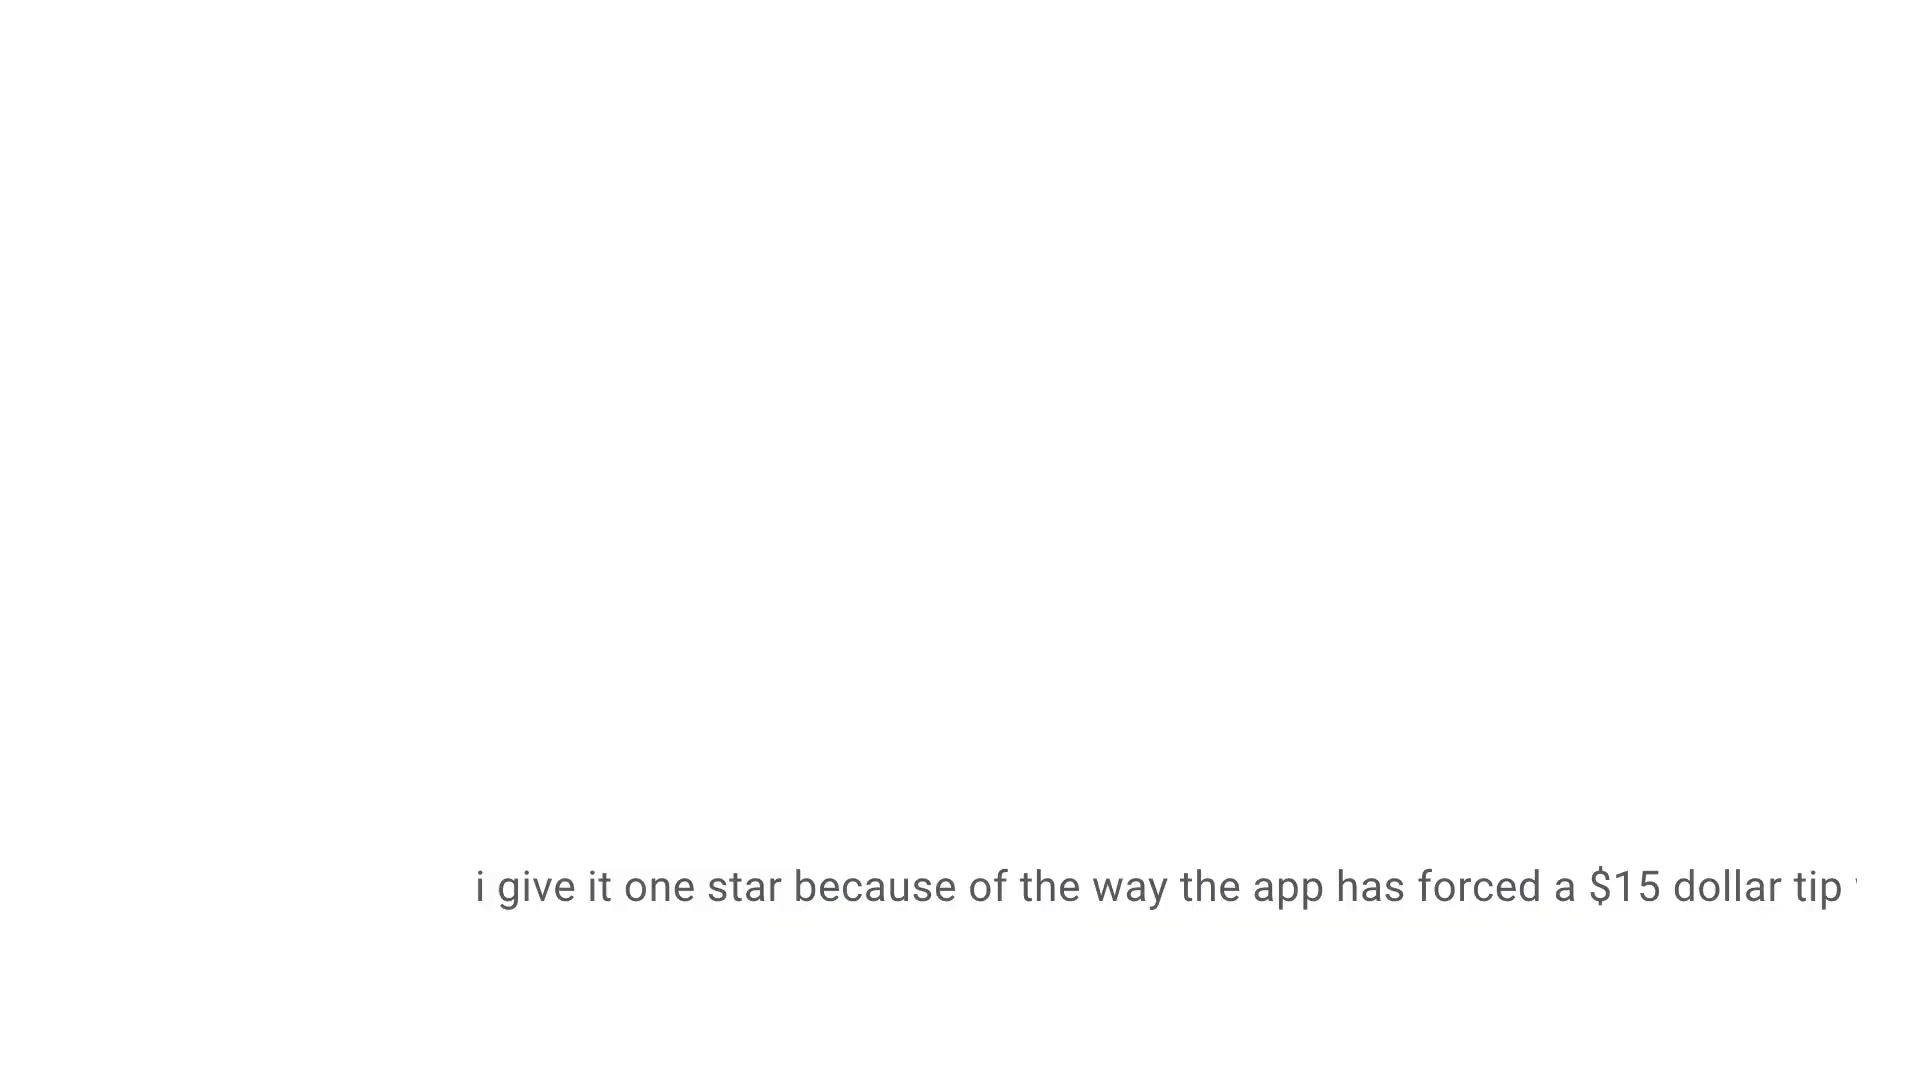 i give it one star because of the way the app has forced a $15 dollar tip